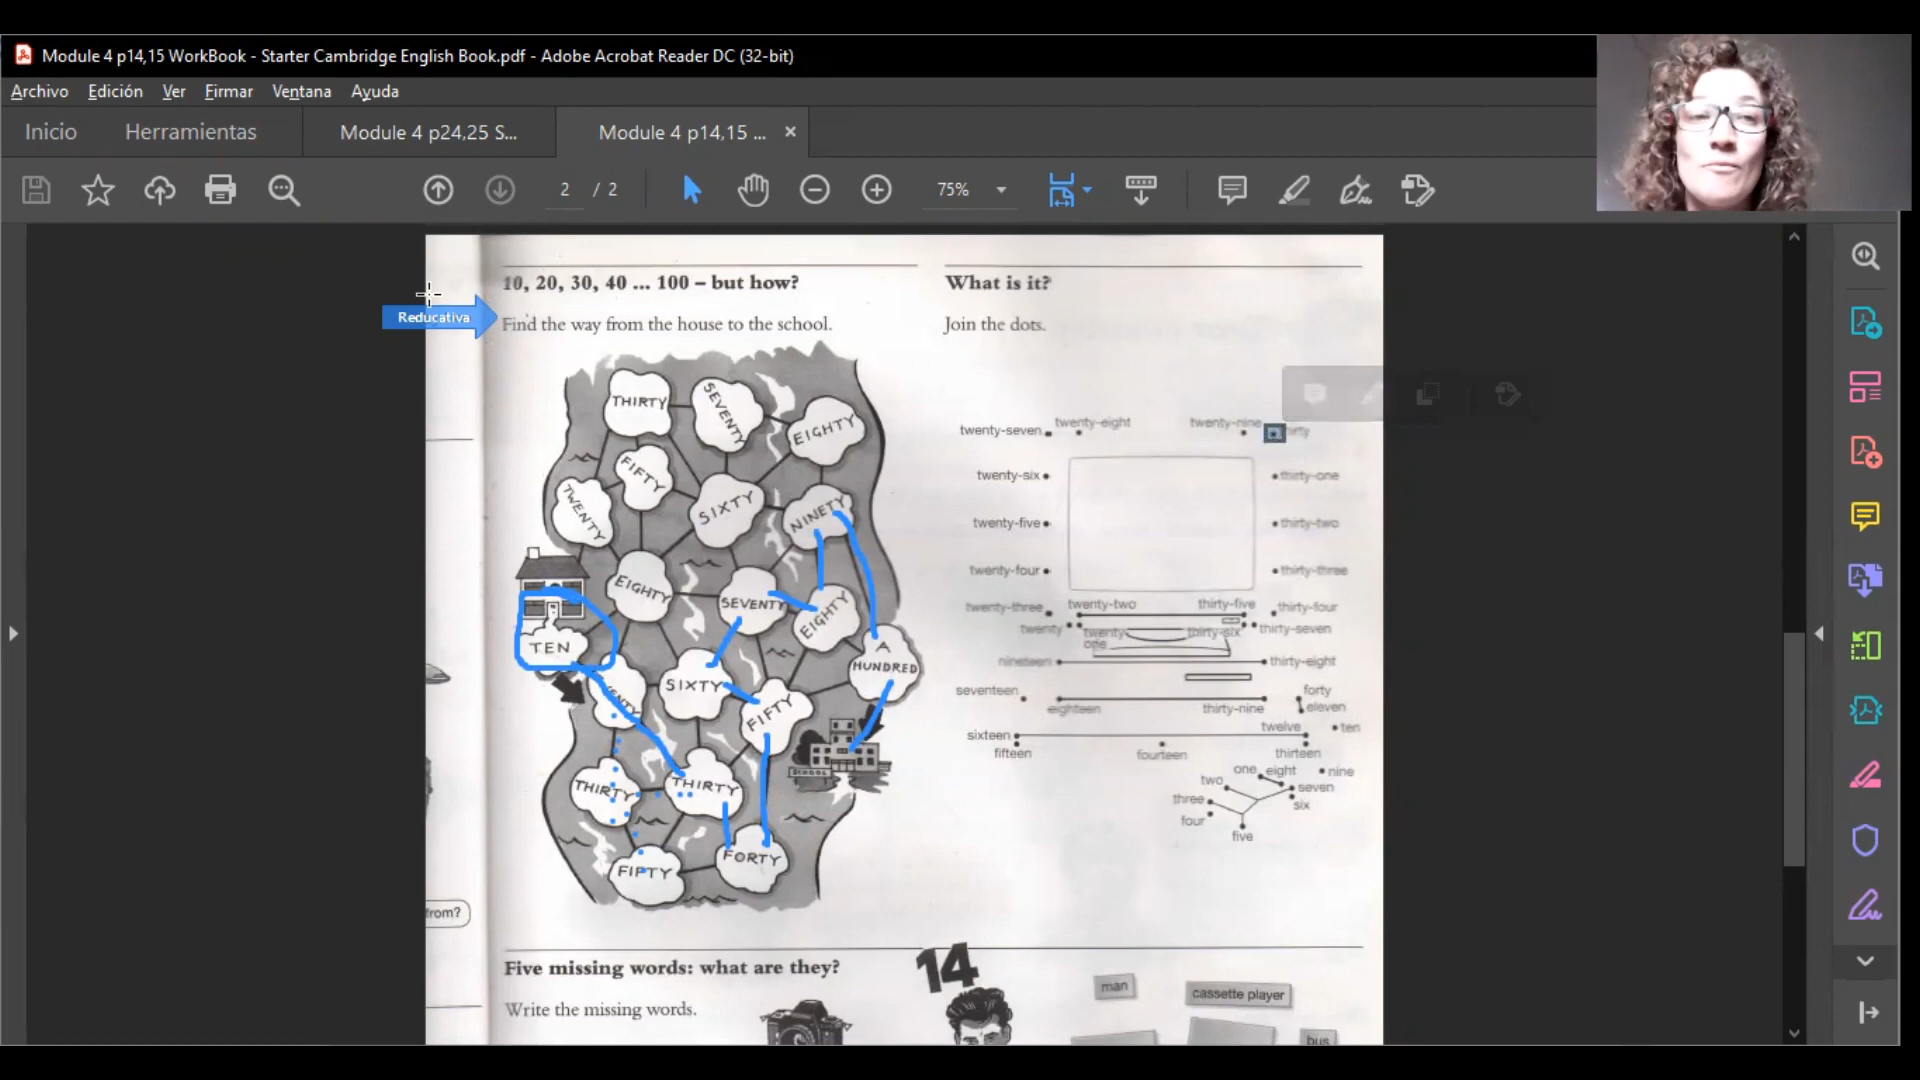 Module 4 p14,15 WorkBook - Starter Cambridge English Book.pdf - Adobe Acrobat Reader DC (32-bit)
Archivo Edición Ver Firmar Ventana Ayuda
Inicio Herramientas Module 4 p24,25 S... Module 4 p14,15 ... ×
2 / 2 75%
10, 20, 30, 40 ... 100 – but how?
Reducativa
Find the way from the house to the school.
THIRTY
SEVENTY
EIGHTY
FIFTY
TWENTY
SIXTY
NINETY
EIGHTY
SEVENTY
EIGHTY
TEN
A
HUNDRED
SIXTY
FIFTY
SCHOOL
THIRTY
THIRTY
FIFTY
FORTY
What is it?
Join the dots.
twenty-seven twenty-eight twenty-nine
twenty-six thirty-one
twenty-five thirty-two
twenty-four thirty-three
twenty-three twenty-two thirty-five thirty-four
twenty twenty- thirty-six thirty-seven
one
nineteen thirty-eight
seventeen forty
eighteen thirty-nine eleven
twelve ten
sixteen
fifteen fourteen thirteen
one eight nine
two seven
three six
four
five
from?
Five missing words: what are they?
Write the missing words.
14
man
cassette player
bus